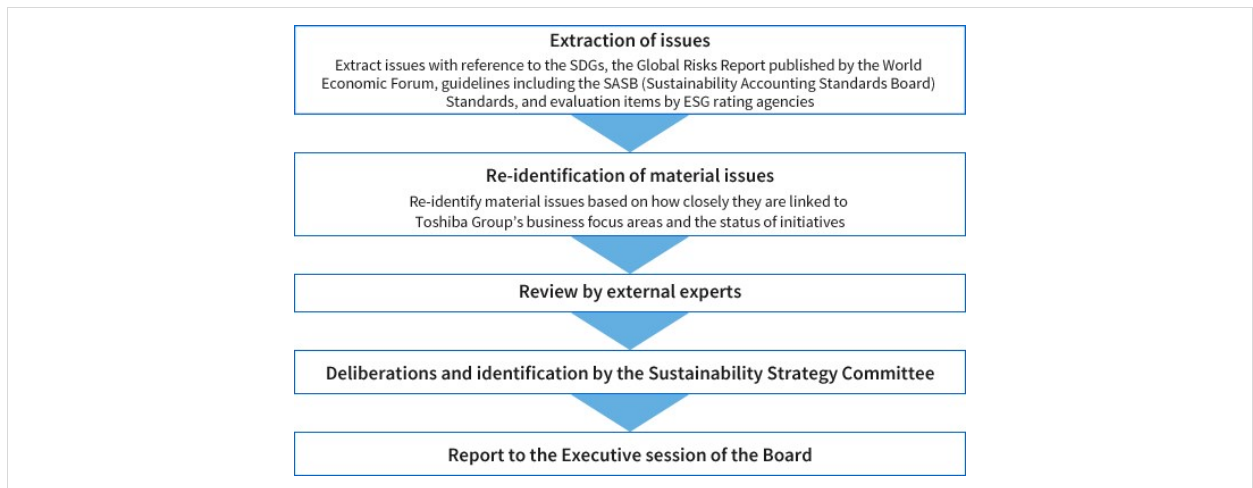 Extraction of issues
Extract issues with reference to the SDGs, the Global Risks Report published by the World
Economic Forum, guidelines including the SASB (Sustainability Accounting Standards Board)
Standards, and evaluation items by ESG rating agencies
Re-identification of material issues
Re-identify material issues based on how closely they are linked to
Toshiba Group's business focus areas and the status of initiatives
Review by external experts
Deliberations and identification by the Sustainability Strategy Committee
Report to the Executive session of the Board